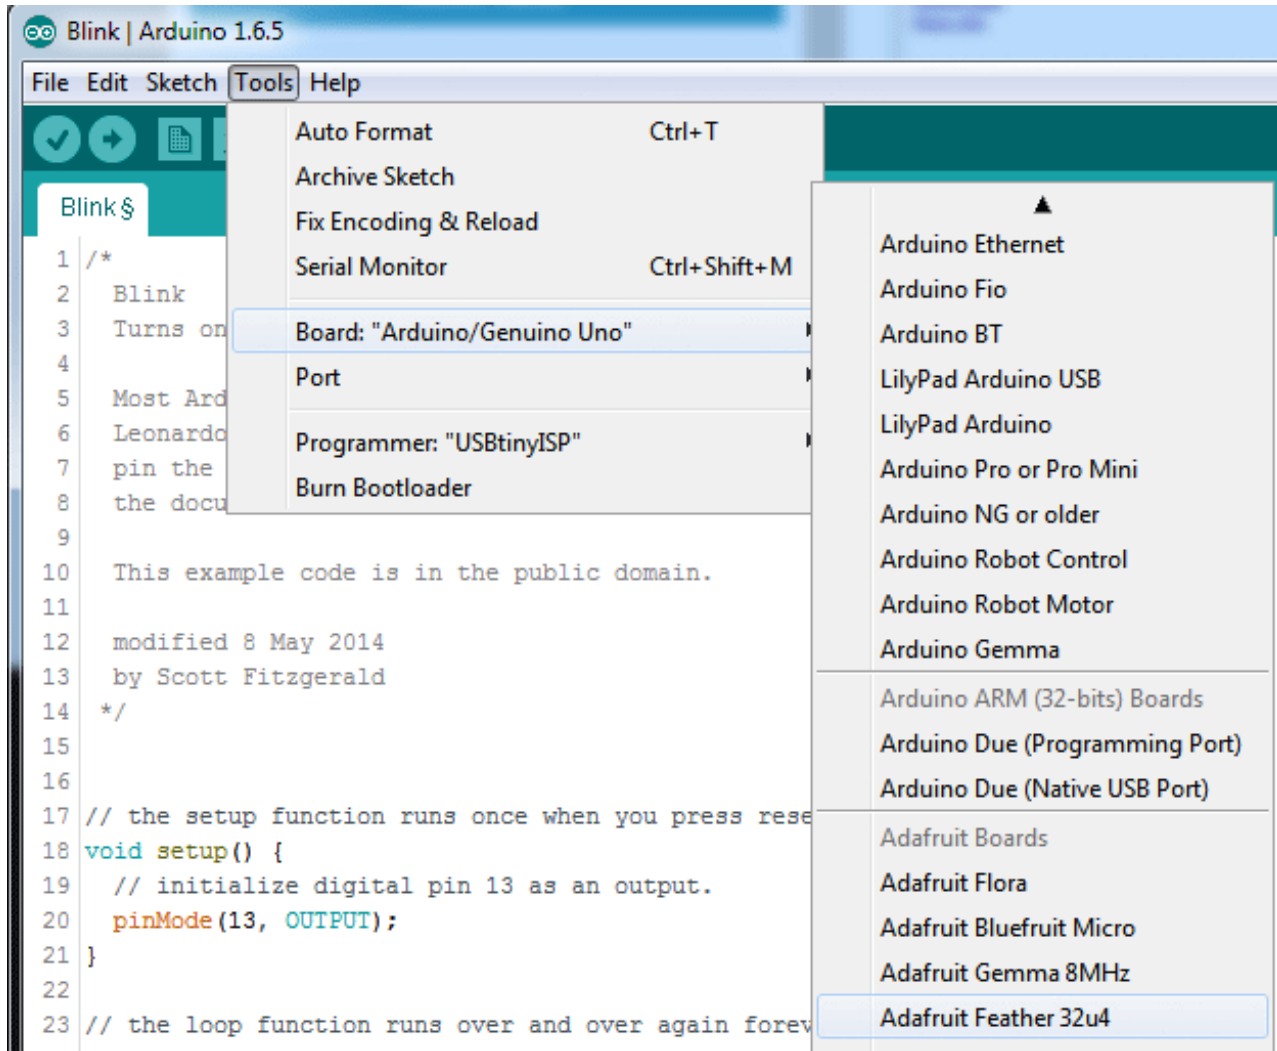 Blink | Arduino 1.6.5
File Edit Sketch Tools Help
Auto Format Ctrl+T
Archive Sketch
Fix Encoding & Reload
Serial Monitor Ctrl+Shift+M
Board: "Arduino/Genuino Uno"
Port
Programmer: "USBtinyISP"
Burn Bootloader
Arduino Ethernet
Arduino Fio
Arduino BT
LilyPad Arduino USB
LilyPad Arduino
Arduino Pro or Pro Mini
Arduino NG or older
Arduino Robot Control
Arduino Robot Motor
Arduino Gemma
Arduino ARM (32-bits) Boards
Arduino Due (Programming Port)
Arduino Due (Native USB Port)
Adafruit Boards
Adafruit Flora
Adafruit Bluefruit Micro
Adafruit Gemma 8MHz
Adafruit Feather 32u4
Blink §
1 /*
2 Blink
3 Turns on
4
5 Most Ard
6 Leonardo
7 pin the
8 the docu
9
10 This example code is in the public domain.
11
12 modified 8 May 2014
13 by Scott Fitzgerald
14 */
15
16
17 // the setup function runs once when you press rese
18 void setup() {
19 // initialize digital pin 13 as an output.
20 pinMode(13, OUTPUT);
21 }
22
23 // the loop function runs over and over again forev